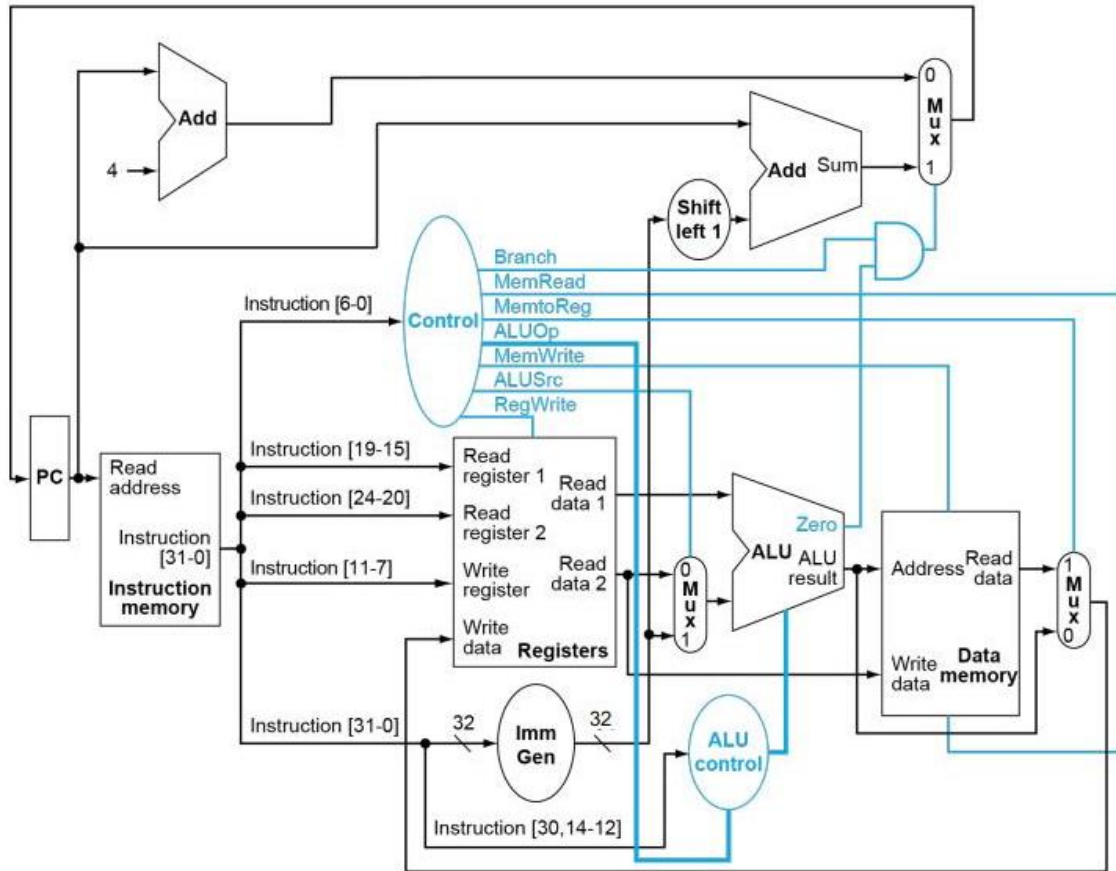 Add
4
Add
Sum
0
Mux
1
Shift
left 1
Branch
MemRead
MemtoReg
ALUOp
MemWrite
ALUSrc
RegWrite
Control
Instruction [6-0]
PC
Read
address
Instruction
[31-0]
Instruction
memory
Instruction [19-15]
Instruction [24-20]
Instruction [11-7]
Read
register 1
Read
register 2
Write
register
Write
data
Read
data 1
Read
data 2
Registers
0
Mux
1
Zero
ALU
ALU
result
Address
Read
data
Write
data
Data
memory
1
Mux
0
Instruction [31-0]
32
Imm
Gen
32
ALU
control
Instruction [30,14-12]